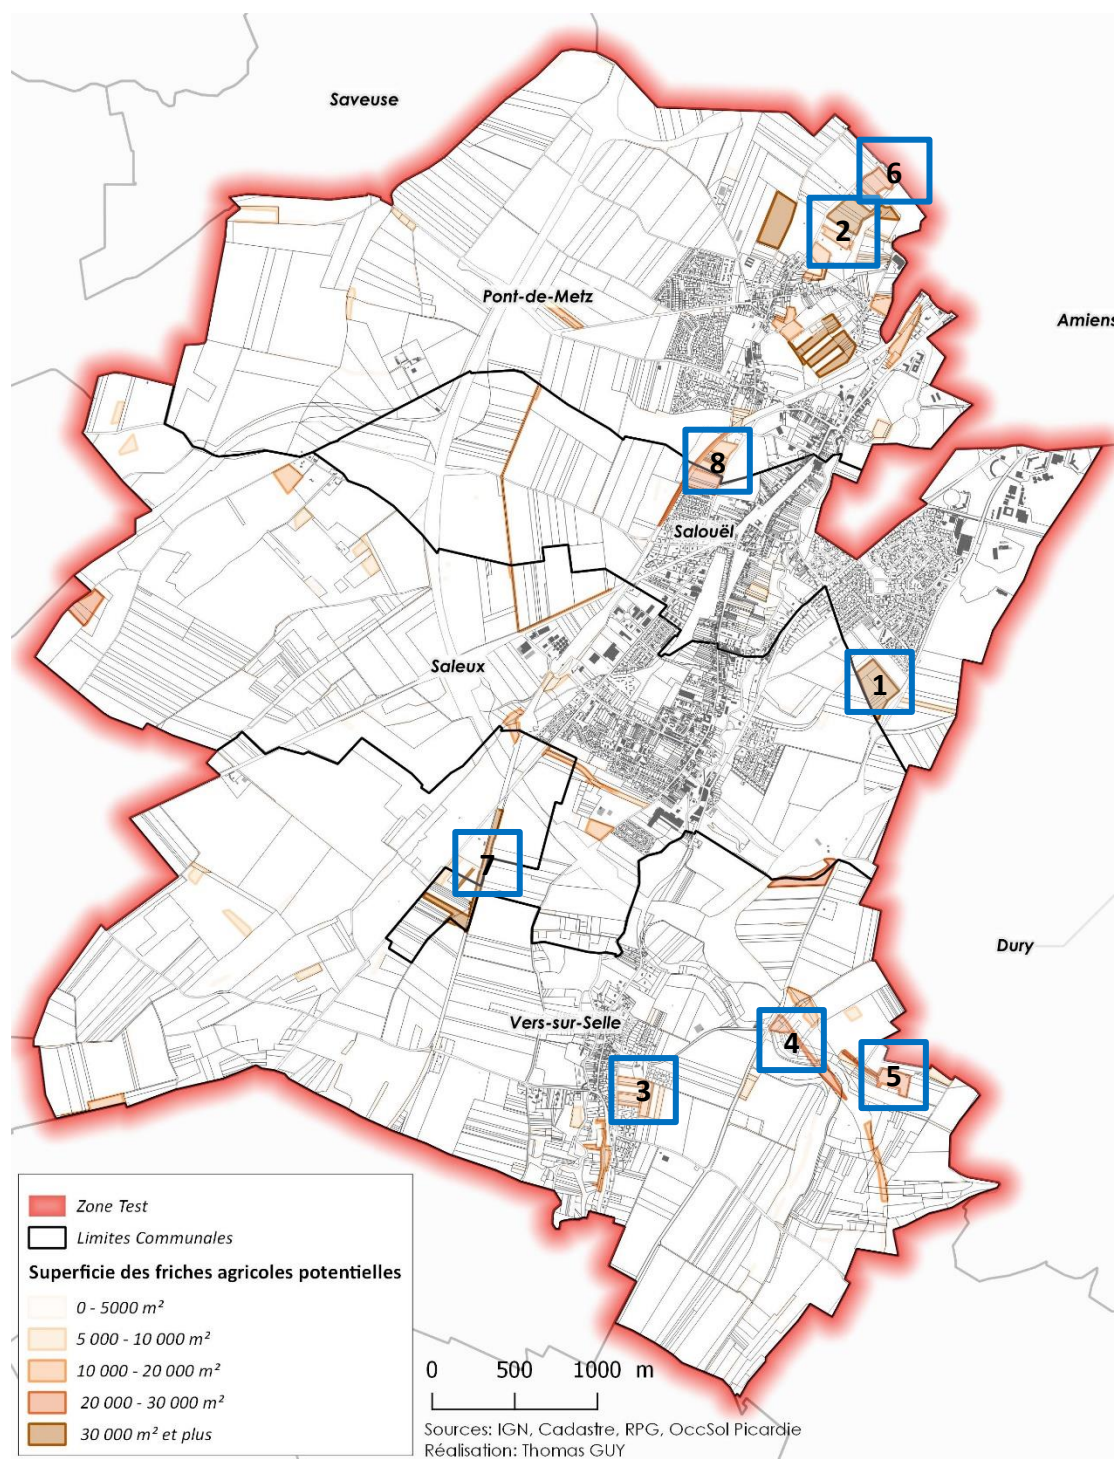 Saveuse
6
2
Pont-de-Metz
Amiens
8
Salouël
Saleux
1
7
Dury
Vers-sur-Selle
4
5
3
Zone Test
Limites Communales
Superficie des friches agricoles potentielles
0 - 5000 m²
5 000 - 10 000 m²
10 000 - 20 000 m²
20 000 - 30 000 m²
30 000 m² et plus
0 500 1000 m
Sources: IGN, Cadastre, RPG, OccSol Picardie
Réalisation: Thomas GUY